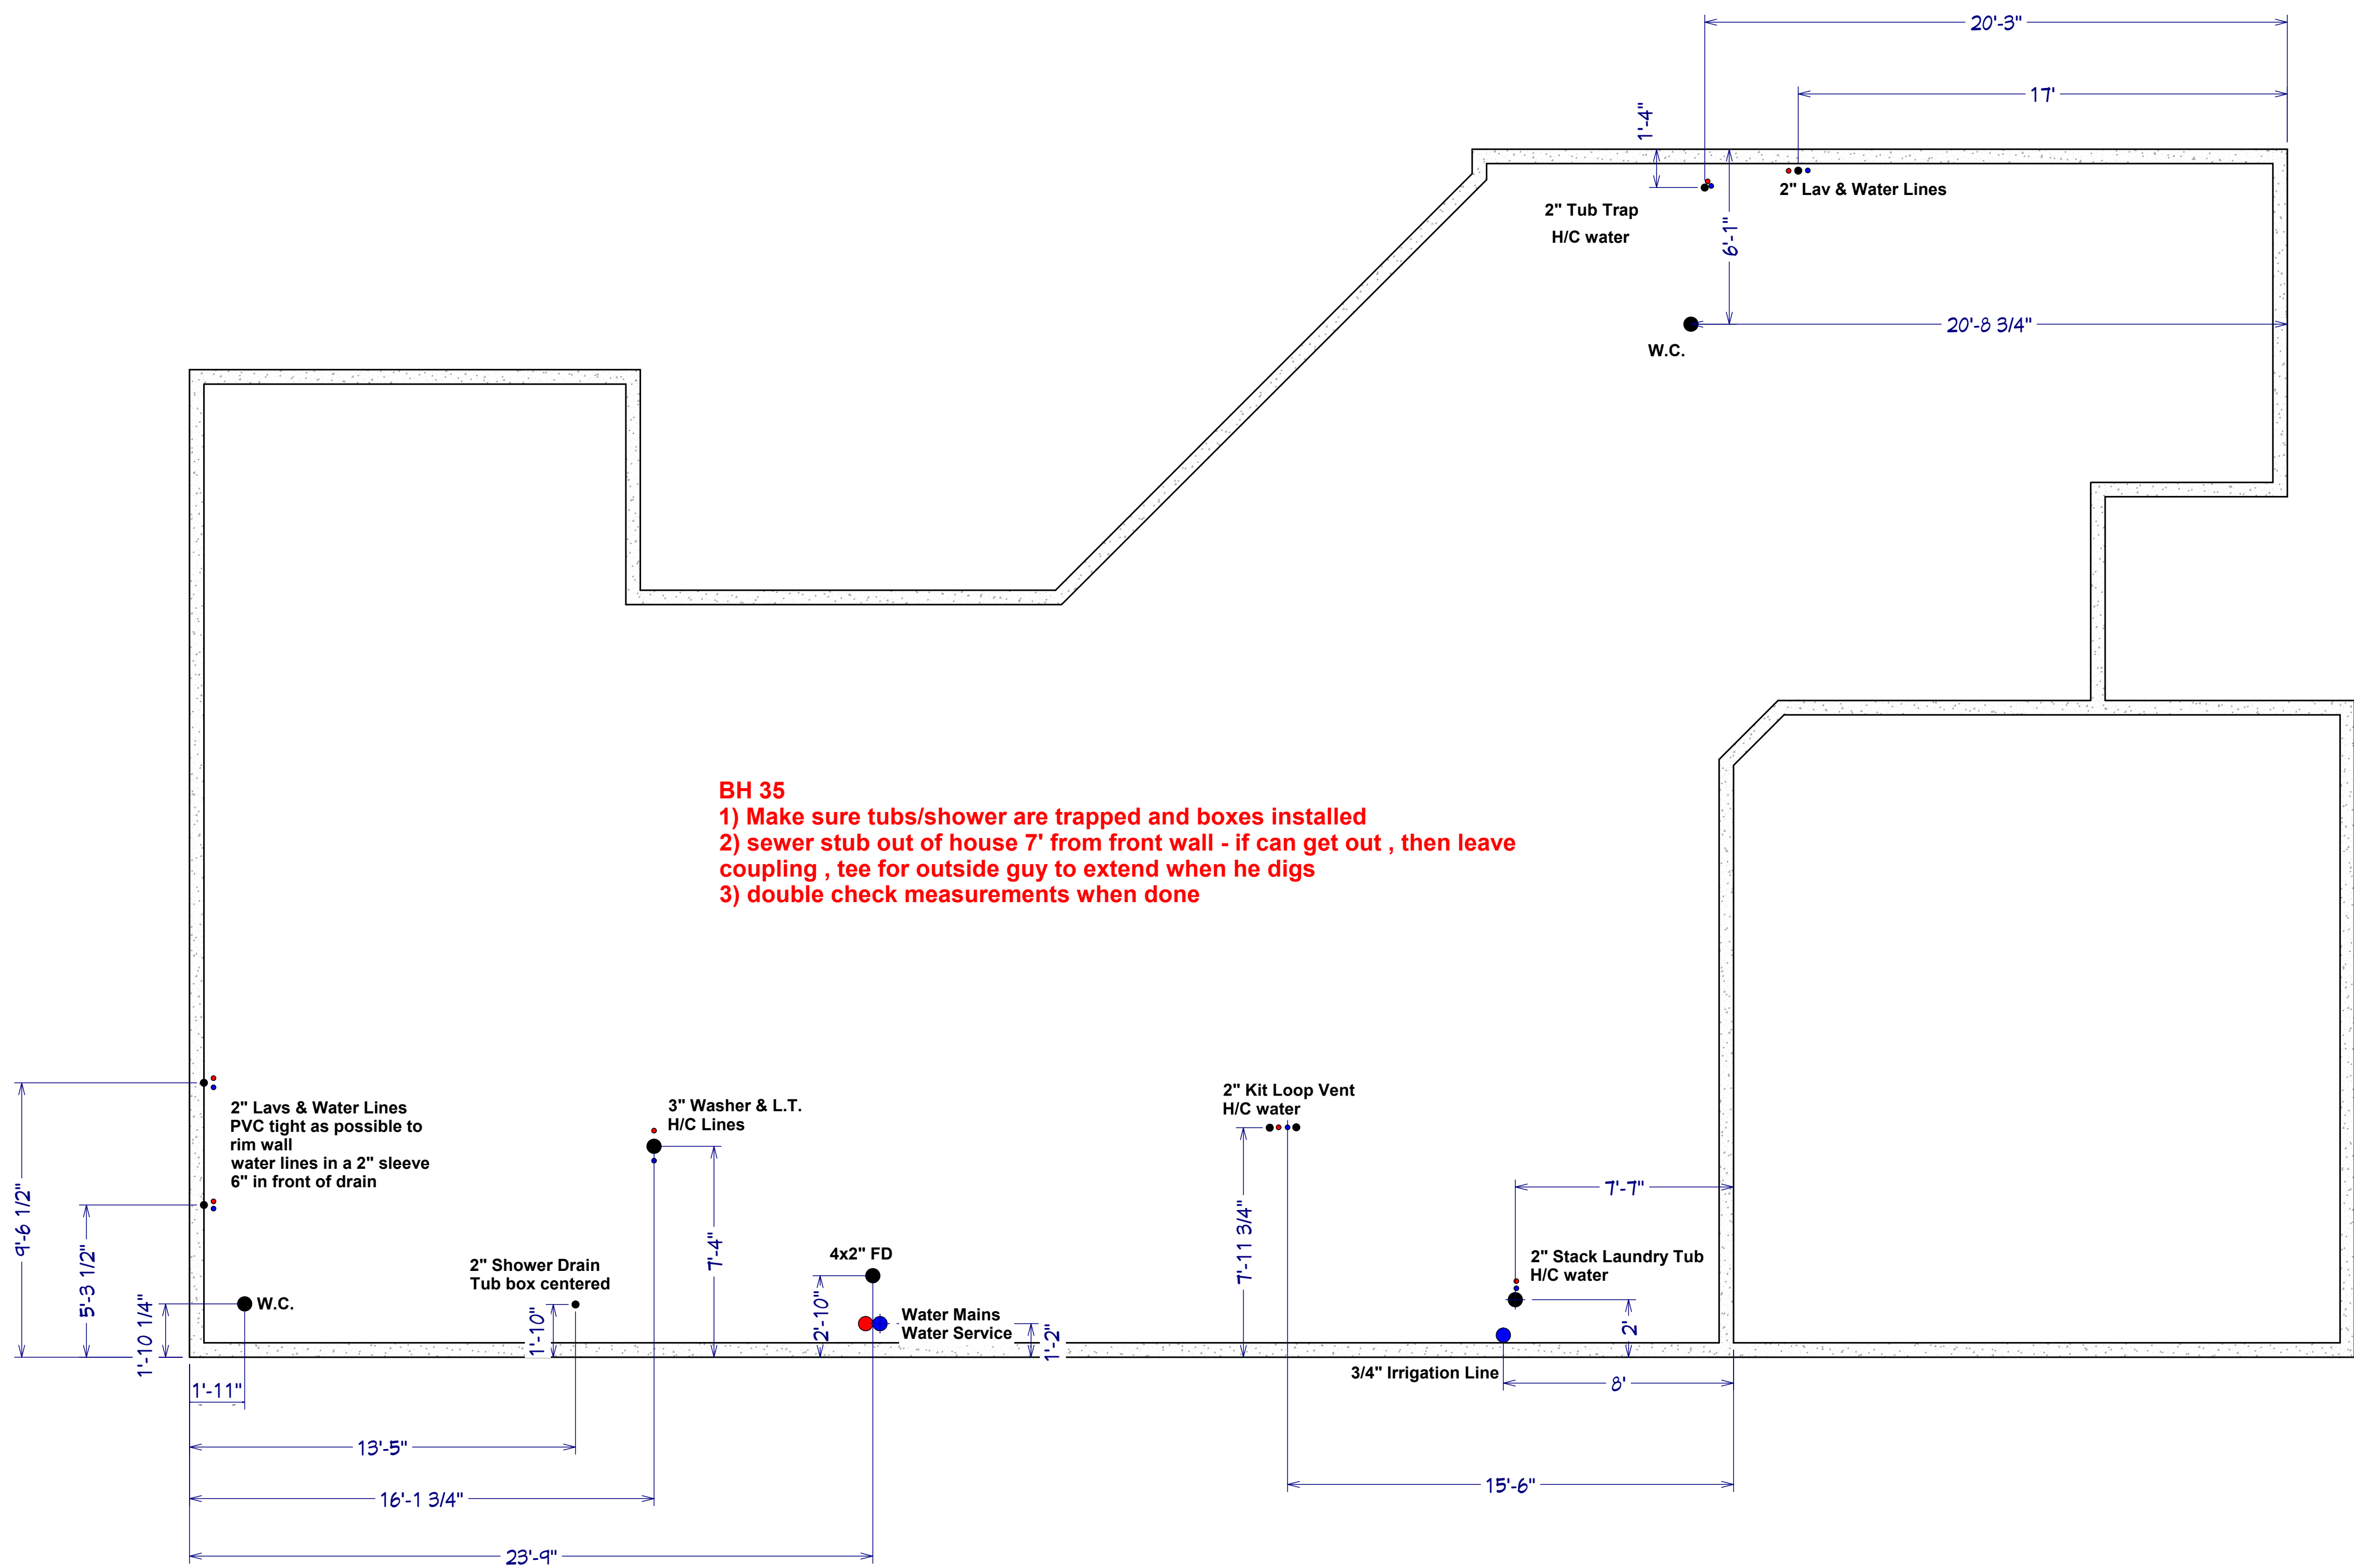 20'-3"
17'
1'-4"
2" Lav & Water Lines
2" Tub Trap
H/C water
6'-1"
20'-8 3/4"
W.C.
BH 35
1) Make sure tubs/shower are trapped and boxes installed
2) sewer stub out of house 7' from front wall - if can get out , then leave
coupling , tee for outside guy to extend when he digs
3) double check measurements when done
9'-6 1/2"
5'-3 1/2"
1'-10 1/4"
2" Lavs & Water Lines
PVC tight as possible to
rim wall
water lines in a 2" sleeve
6" in front of drain
W.C.
3" Washer & L.T.
H/C Lines
7'-4"
2" Shower Drain
Tub box centered
1'-10"
4x2" FD
2'-10"
Water Mains
Water Service
1'-2"
2" Kit Loop Vent
H/C water
7'-11 3/4"
7'-7"
2" Stack Laundry Tub
H/C water
2'
3/4" Irrigation Line
8'
1'-11"
13'-5"
15'-6"
16'-1 3/4"
23'-9"